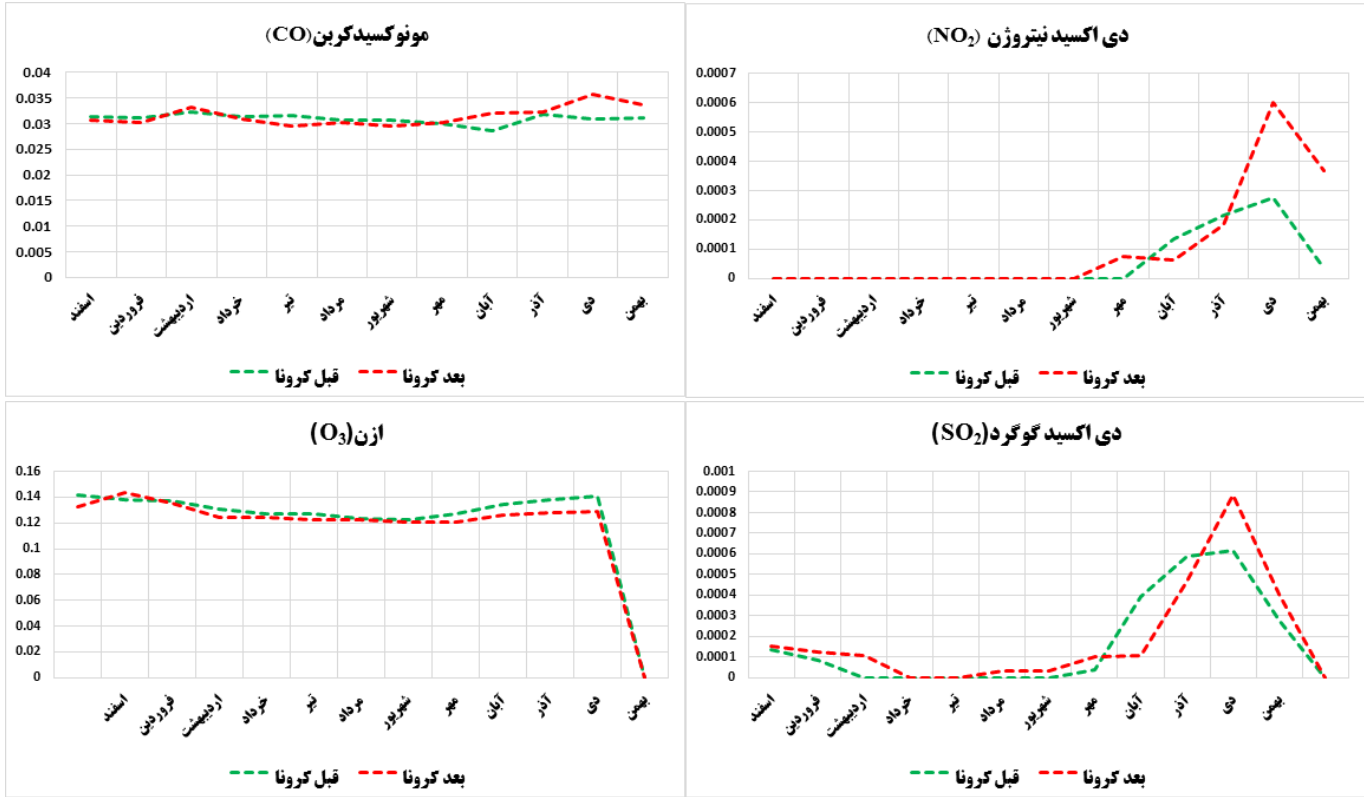 مونوکسیدکربن(CO)
0.04
0.035
0.03
0.025
0.02
0.015
0.01
0.005
0
اسفند
فروردین
اردیبهشت
خرداد
تیر
مرداد
شهریور
مهر
آبان
آذر
دی
بهمن
قبل کرونا
بعد کرونا
دی اکسید نیتروژن (NO₂)
0.0007
0.0006
0.0005
0.0004
0.0003
0.0002
0.0001
0
اسفند
فروردین
اردیبهشت
خرداد
تیر
مرداد
شهریور
مهر
آبان
آذر
دی
بهمن
قبل کرونا
بعد کرونا
ازن(O₃)
0.16
0.14
0.12
0.1
0.08
0.06
0.04
0.02
0
اسفند
فروردین
اردیبهشت
خرداد
تیر
مرداد
شهریور
مهر
آبان
آذر
دی
بهمن
قبل کرونا
بعد کرونا
دی اکسید گوگرد(SO₂)
0.001
0.0009
0.0008
0.0007
0.0006
0.0005
0.0004
0.0003
0.0002
0.0001
0
اسفند
فروردین
اردیبهشت
خرداد
تیر
مرداد
شهریور
مهر
آبان
آذر
دی
بهمن
قبل کرونا
بعد کرونا